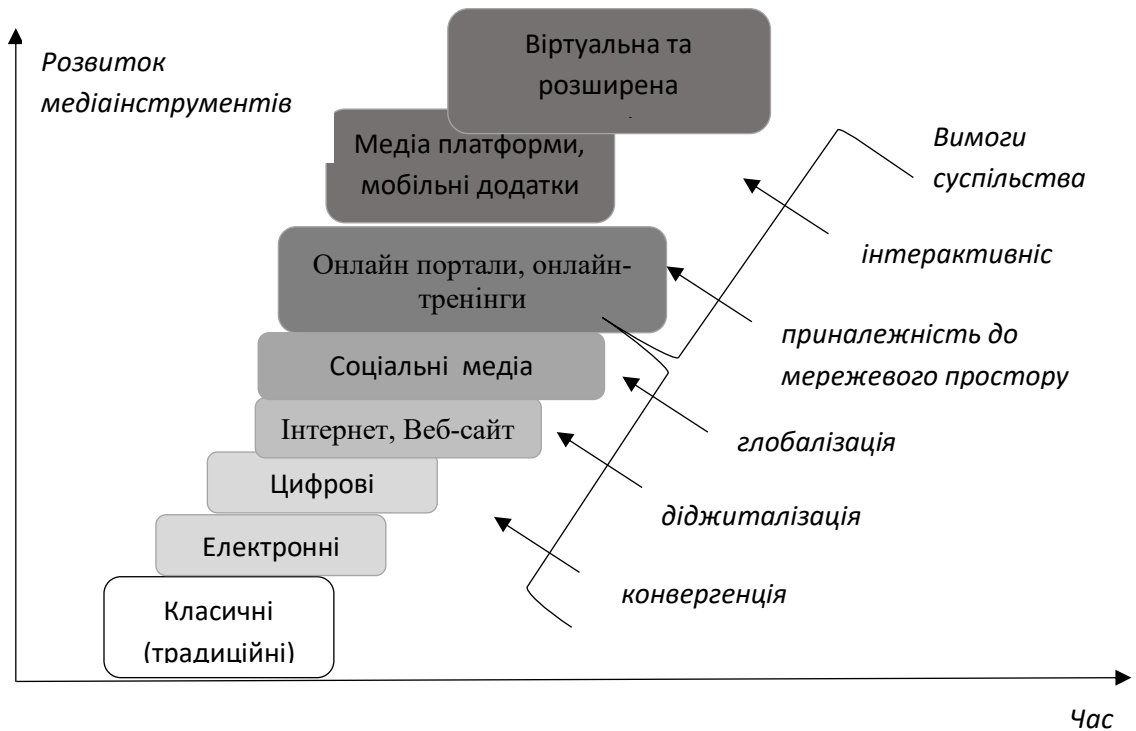 Розвиток
медіаінструментів
Віртуальна та
розширена
Медіа платформи,
мобільні додатки
Онлайн портали, онлайн-
тренінги
Соціальні медіа
Інтернет, Веб-сайт
Цифрові
Електронні
Класичні
(традиційні)
Вимоги
суспільства
інтерактивніс
приналежність до
мережевого простору
глобалізація
діджиталізація
конвергенція
Час